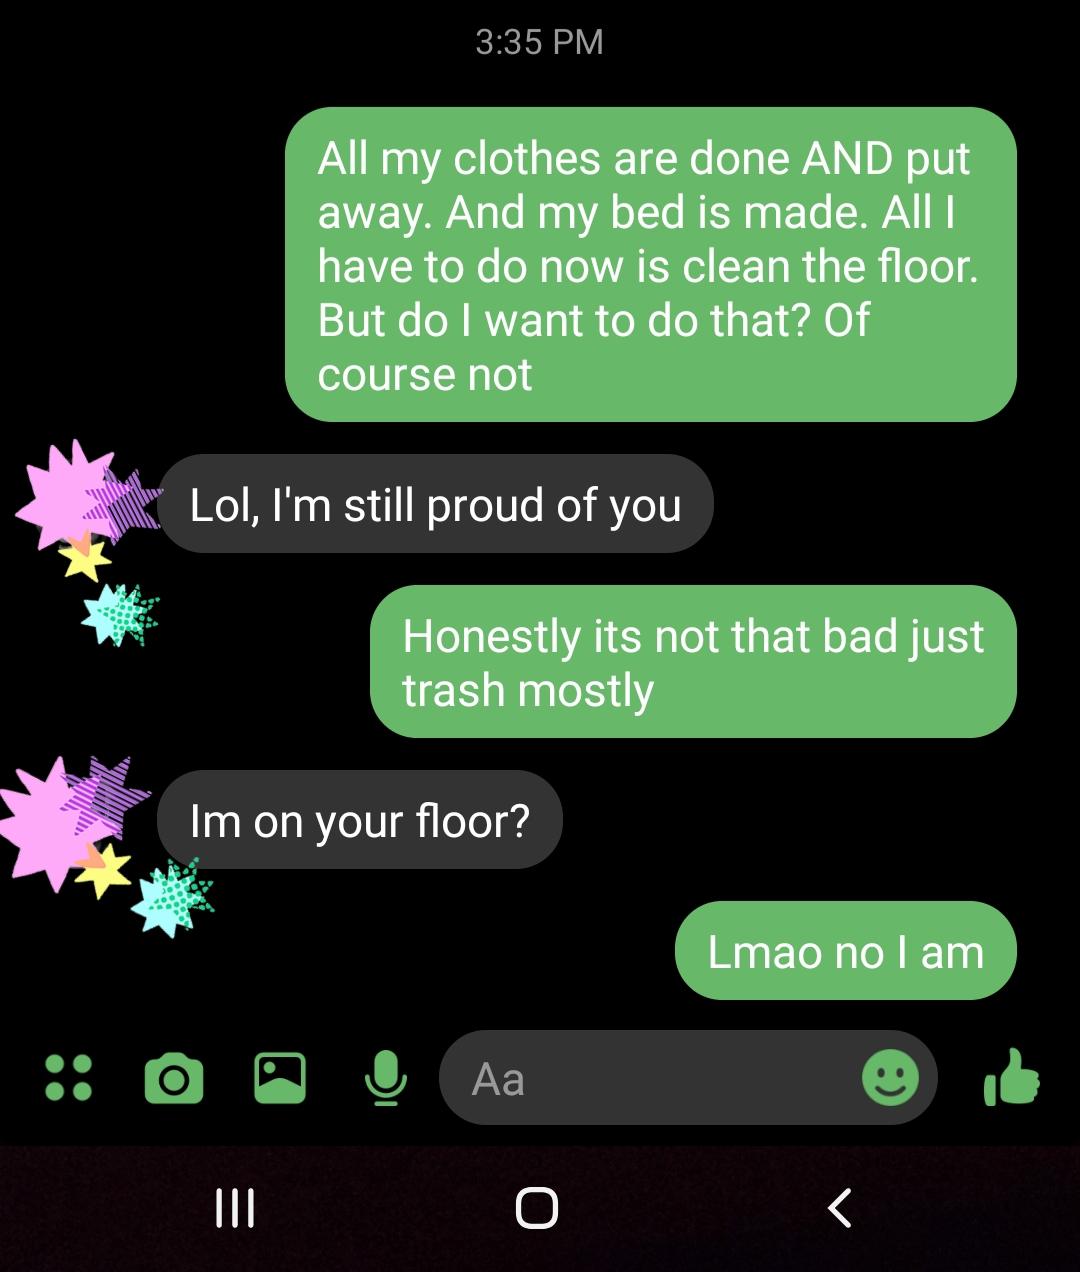 3:35 PM
All my clothes are done AND put
away. And my bed is made. All I
have to do now is clean the floor.
But do I want to do that? Of
course not
Lol, I'm still proud of you
Honestly its not that bad just
trash mostly
Im on your floor?
Lmao no I am
Aa